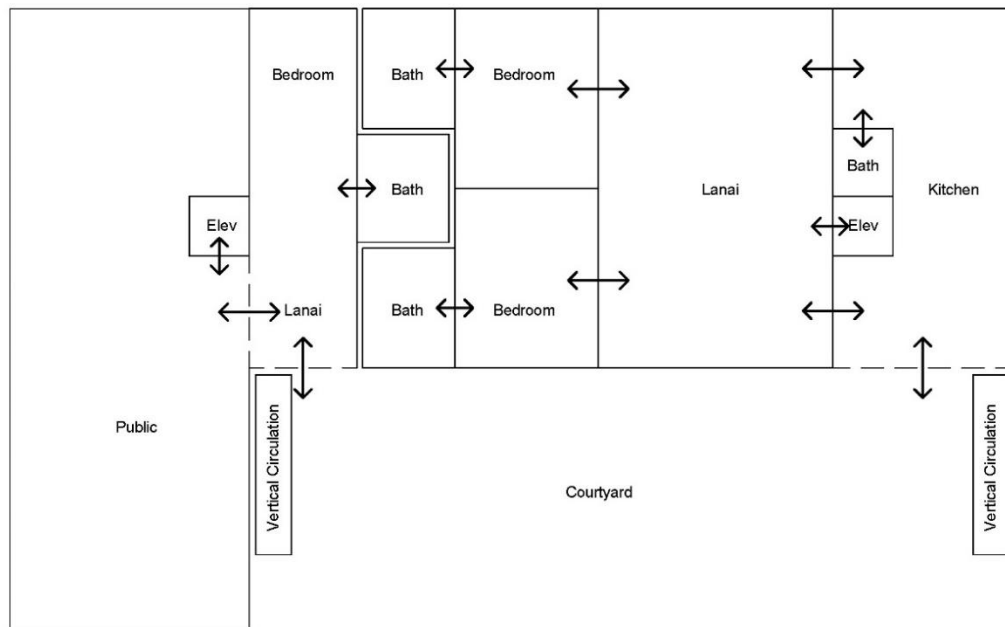 Bedroom
Bath
Bedroom
Bath
Bath
Lanai
Kitchen
Elev
Elev
Lanai
Bath
Bedroom
Public
Vertical Circulation
Courtyard
Vertical Circulation